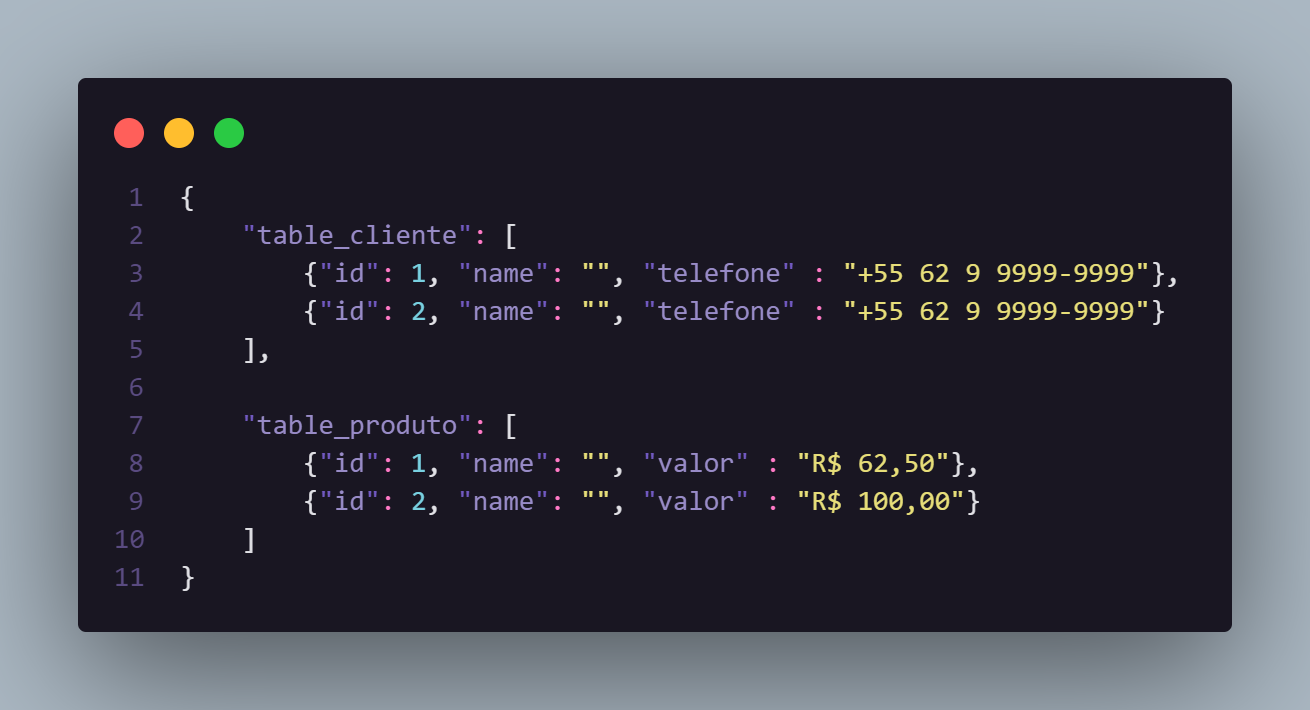 1 {
2     "table_cliente": [
3         {"id": 1, "name": "", "telefone" : "+55 62 9 9999-9999"},
4         {"id": 2, "name": "", "telefone" : "+55 62 9 9999-9999"}
5     ],
6
7     "table_produto": [
8         {"id": 1, "name": "", "valor" : "R$ 62,50"},
9         {"id": 2, "name": "", "valor" : "R$ 100,00"}
10     ]
11 }